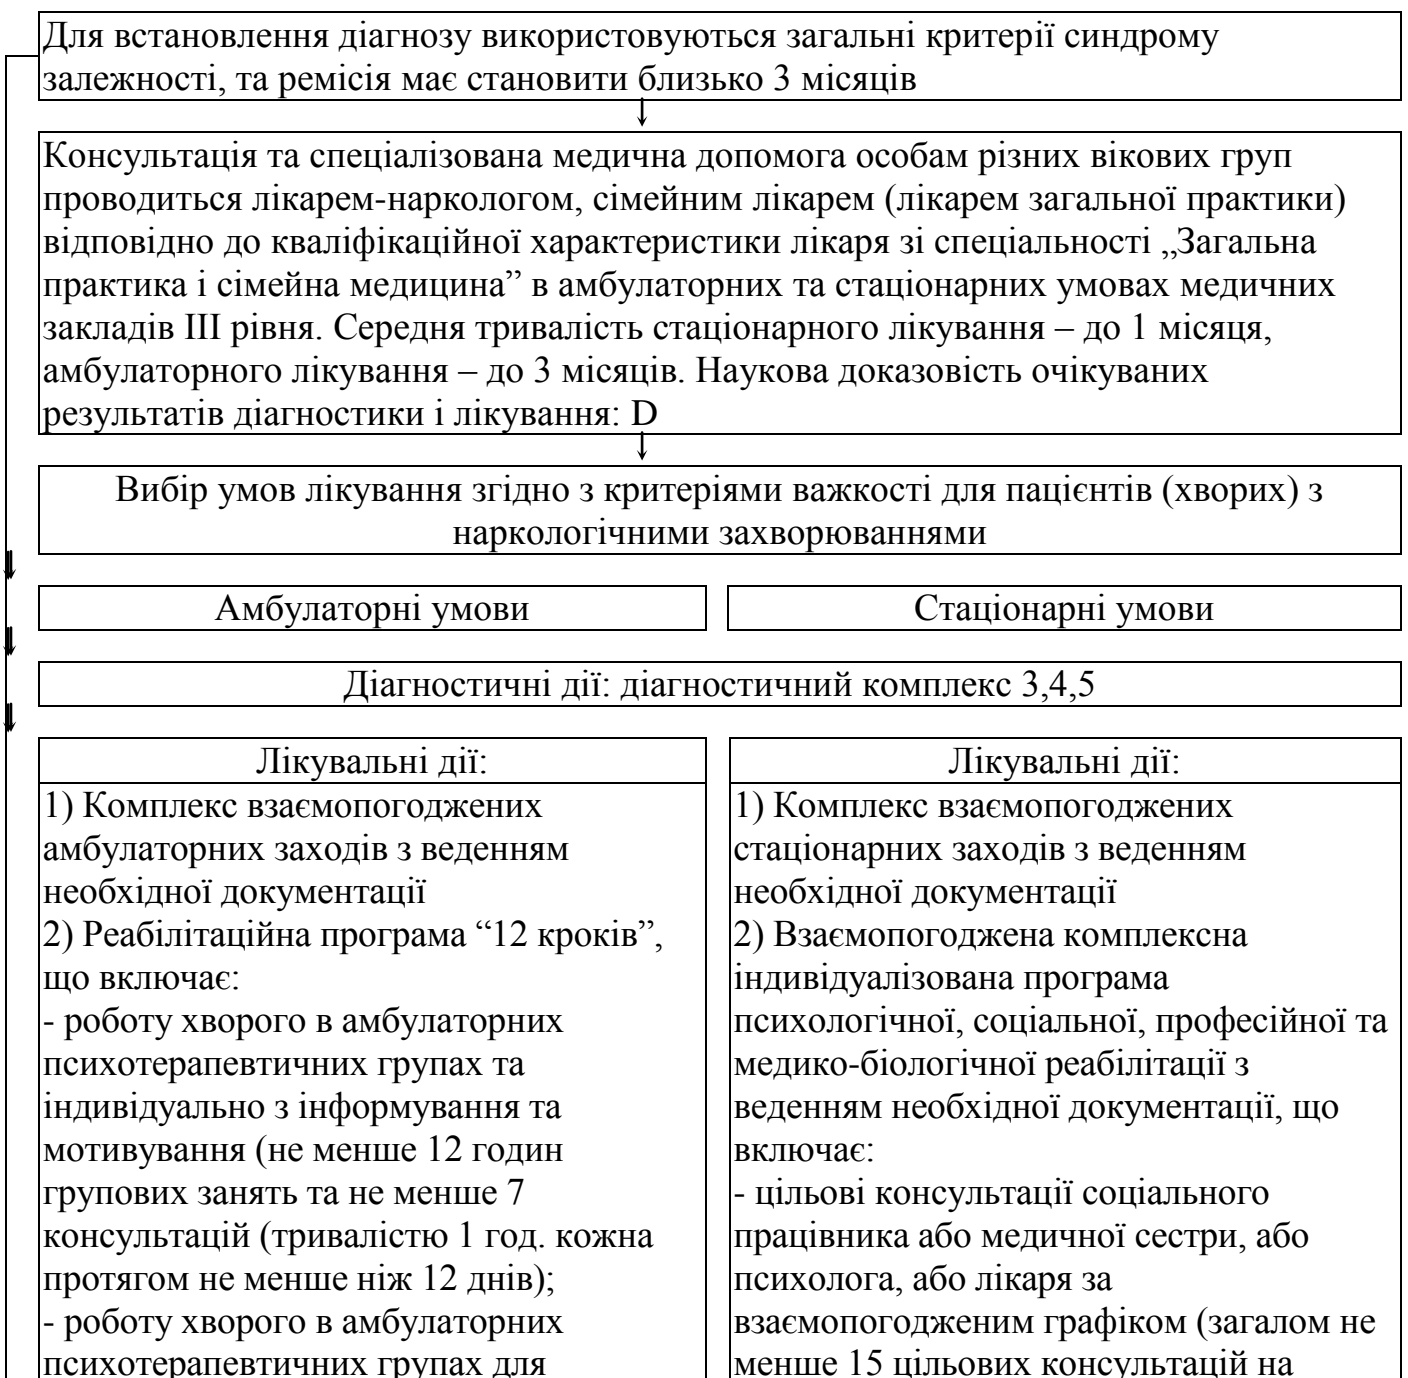 Для встановлення діагнозу використовуються загальні критерії синдрому
залежності, та ремісія має становити близько 3 місяців
Консультація та спеціалізована медична допомога особам різних вікових груп
проводиться лікарем-наркологом, сімейним лікарем (лікарем загальної практики)
відповідно до кваліфікаційної характеристики лікаря зі спеціальності „Загальна
практика і сімейна медицина” в амбулаторних та стаціонарних умовах медичних
закладів ІІІ рівня. Середня тривалість стаціонарного лікування – до 1 місяця,
амбулаторного лікування – до 3 місяців. Наукова доказовість очікуваних
результатів діагностики і лікування: D
Вибір умов лікування згідно з критеріями важкості для пацієнтів (хворих) з
наркологічними захворюваннями
Амбулаторні умови
Стаціонарні умови
Діагностичні дії: діагностичний комплекс 3,4,5
Лікувальні дії:
1) Комплекс взаємопогоджених
амбулаторних заходів з веденням
необхідної документації
2) Реабілітаційна програма “12 кроків”,
що включає:
- роботу хворого в амбулаторних
психотерапевтичних групах та
індивідуально з інформування та
мотивування (не менше 12 годин
групових занять та не менше 7
консультацій (тривалістю 1 год. кожна
протягом не менше ніж 12 днів);
- роботу хворого в амбулаторних
психотерапевтичних групах для
Лікувальні дії:
1) Комплекс взаємопогоджених
стаціонарних заходів з веденням
необхідної документації
2) Взаємопогоджена комплексна
індивідуалізована програма
психологічної, соціальної, професійної та
медико-біологічної реабілітації з
веденням необхідної документації, що
включає:
- цільові консультації соціального
працівника або медичної сестри, або
психолога, або лікаря за
взаємопогодженим графіком (загалом не
менше 15 цільових консультацій на